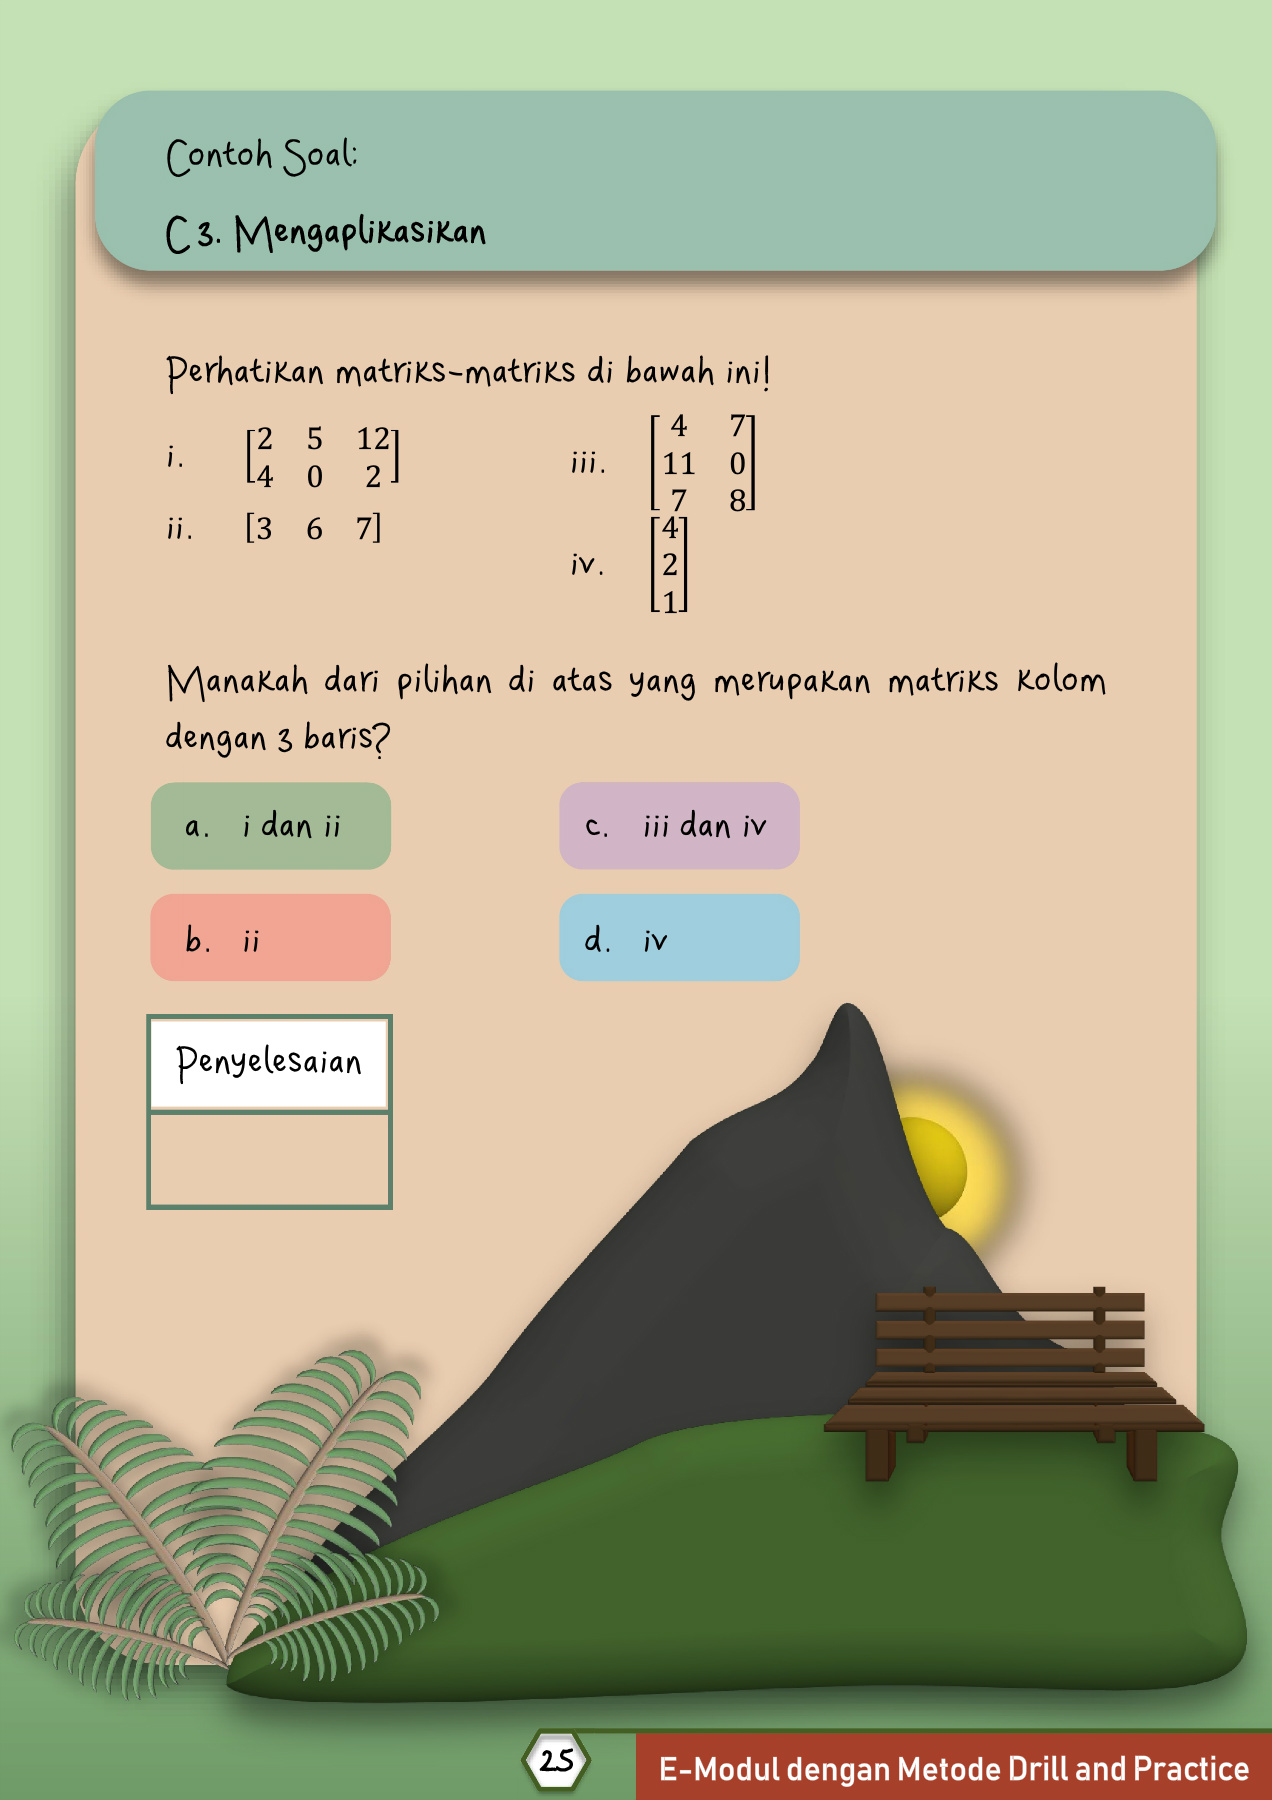 Contoh Soal:
C3. Mengaplikasikan
Perhatikan matriks-matriks di bawah ini!
i. [2 5 12
4 0 2]
ii. [3 6 7]
iii. [4 7
11 0
7 8]
iv. [4
2
1]
Manakah dari pilihan di atas yang merupakan matriks kolom
dengan 3 baris?
a. i dan ii
b. ii
c. iii dan iv
d. iv
Penyelesaian
25
E-Modul dengan Metode Drill and Practice